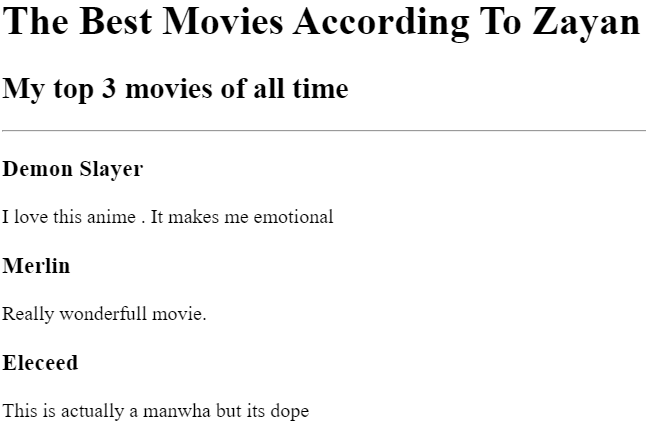 The Best Movies According To Zayan
My top 3 movies of all time
Demon Slayer
I love this anime . It makes me emotional
Merlin
Really wonderfull movie.
Eleceed
This is actually a manwha but its dope